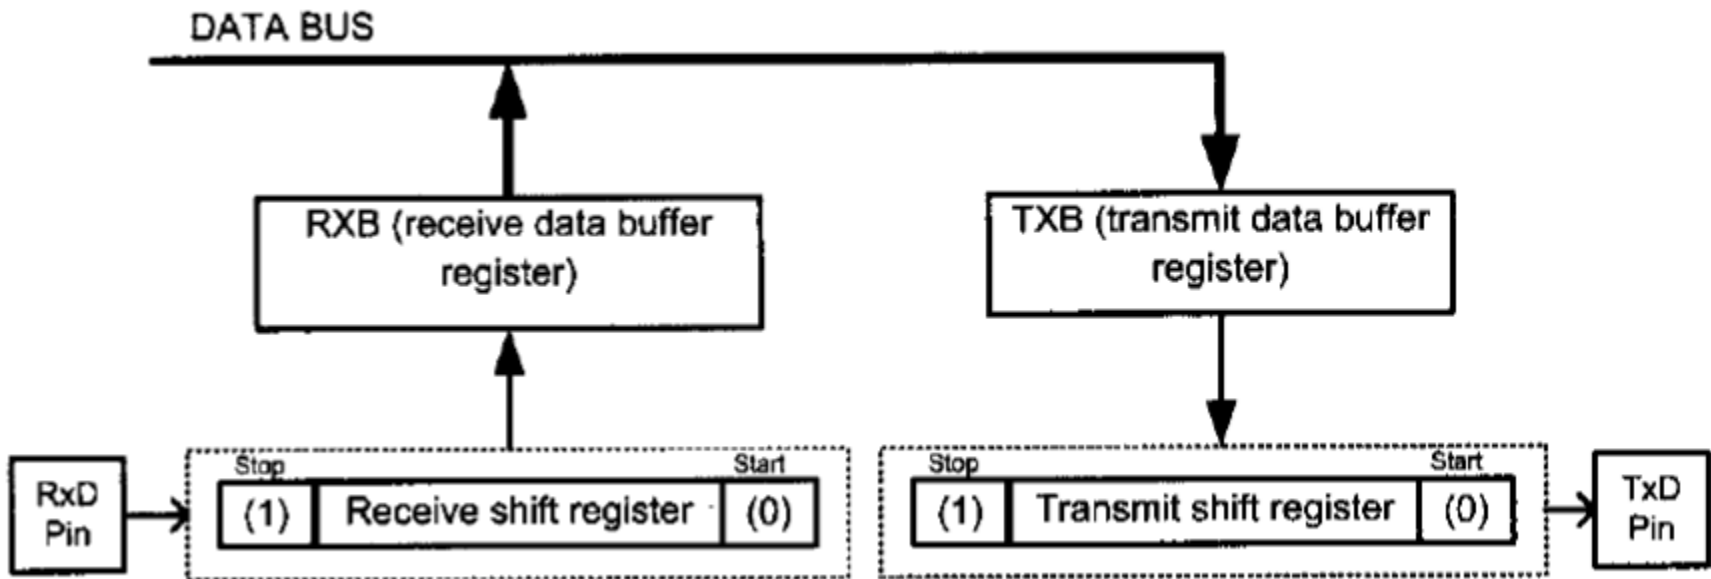 DATA BUS
RXB (receive data buffer
register)
TXB (transmit data buffer
register)
RxD
Pin
Stop
Start
(1)
Receive shift register
(0)
Stop
Start
(1)
Transmit shift register
(0)
TxD
Pin